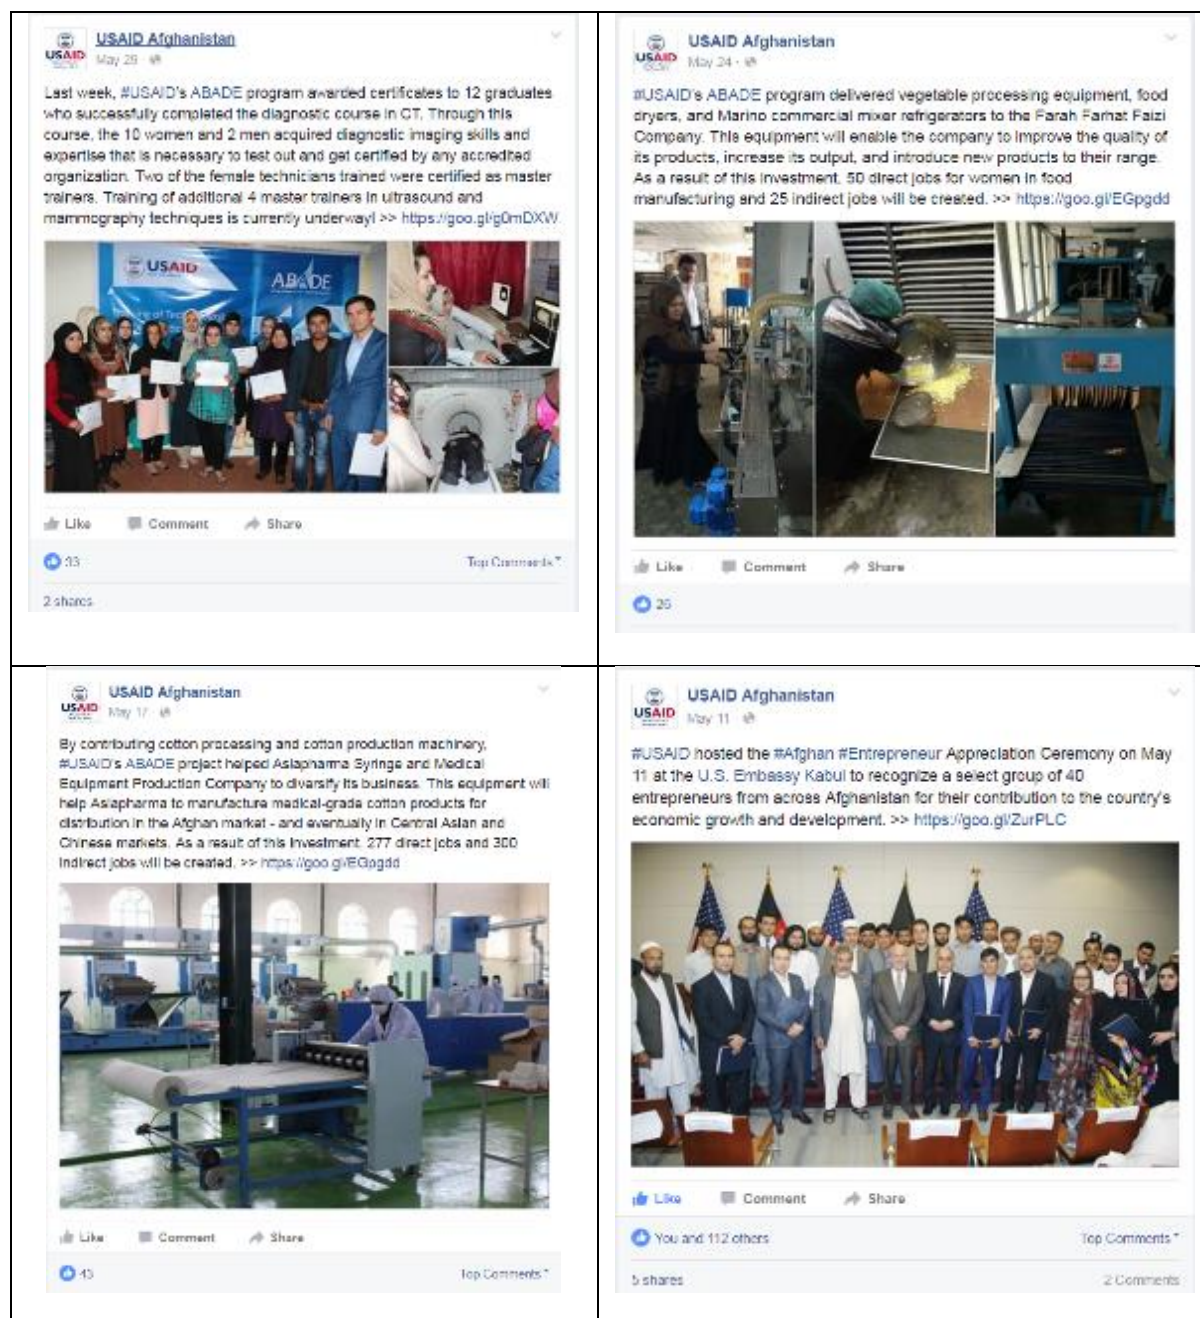 USAID Afghanistan
USAID
May 29
Last week, #USAID's ABADE program awarded certificates to 12 graduates
who successfully completed the diagnostic course in CT. Through this
course, the 10 women and 2 men acquired diagnostic imaging skills and
expertise that is necessary to test out and get certified by any accredited
organization. Two of the female technicians trained were certified as master
trainers. Training of additional 4 master trainers in ultrasound and
mammography techniques is currently underway! >> https://goo.gl/g0mDXW
USAID
ABADE
Like Comment Share
33 Top Comments
2 shares
USAID Afghanistan
USAID
May 24
#USAID's ABADE program delivered vegetable processing equipment, food
dryers, and Marino commercial mixer refrigerators to the Farah Farhat Faizi
Company. This equipment will enable the company to improve the quality of
its products, increase its output, and introduce new products to their range.
As a result of this investment, 50 direct jobs for women in food
manufacturing and 25 indirect jobs will be created. >> https://goo.gl/EGpgdd
Like Comment Share
26
USAID Afghanistan
USAID
May 17
By contributing cotton processing and cotton production machinery,
#USAID's ABADE project helped Asiapharma Syringe and Medical
Equipment Production Company to diversify its business. This equipment will
help Asiapharma to manufacture medical-grade cotton products for
distribution in the Afghan market - and eventually in Central Asian and
Chinese markets. As a result of this investment, 277 direct jobs and 300
indirect jobs will be created. >> https://goo.gl/EGpgdd
Like Comment Share
43 Top Comments
USAID Afghanistan
USAID
May 11
#USAID hosted the #Afghan #Entrepreneur Appreciation Ceremony on May
11 at the U.S. Embassy Kabul to recognize a select group of 40
entrepreneurs from across Afghanistan for their contribution to the country's
economic growth and development. >> https://goo.gl/ZurPLC
Like Comment Share
You and 112 others Top Comments
5 shares 2 Comments